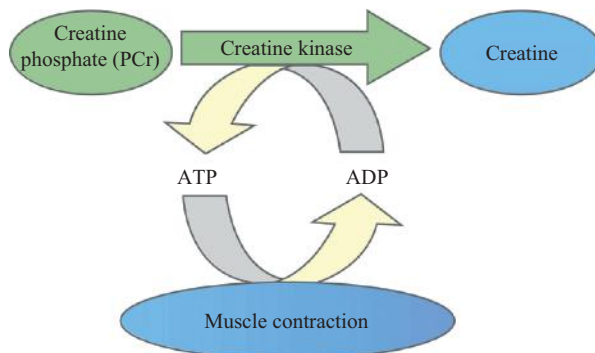 Creatine
phosphate (PCr)
Creatine kinase
Creatine
ATP
ADP
Muscle contraction